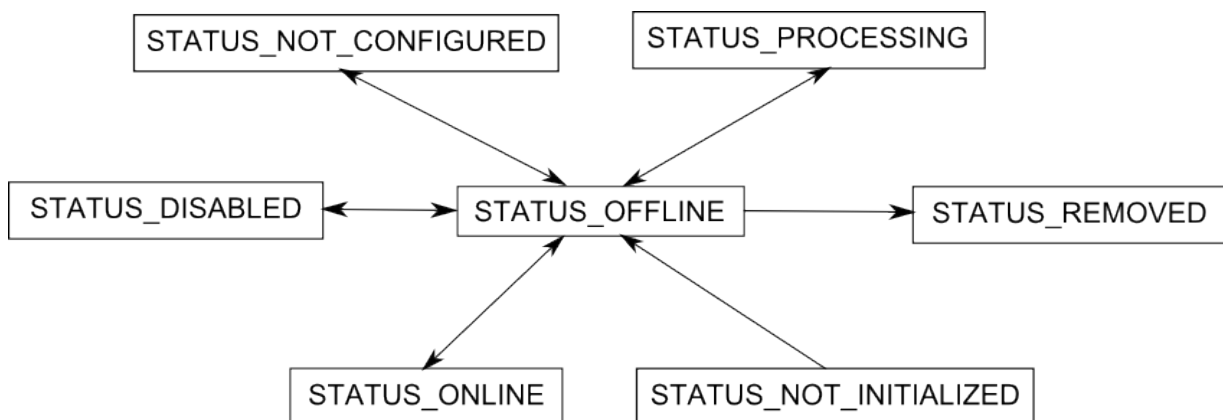 STATUS_NOT_CONFIGURED
STATUS_PROCESSING
STATUS_DISABLED
STATUS_OFFLINE
STATUS_REMOVED
STATUS_ONLINE
STATUS_NOT_INITIALIZED